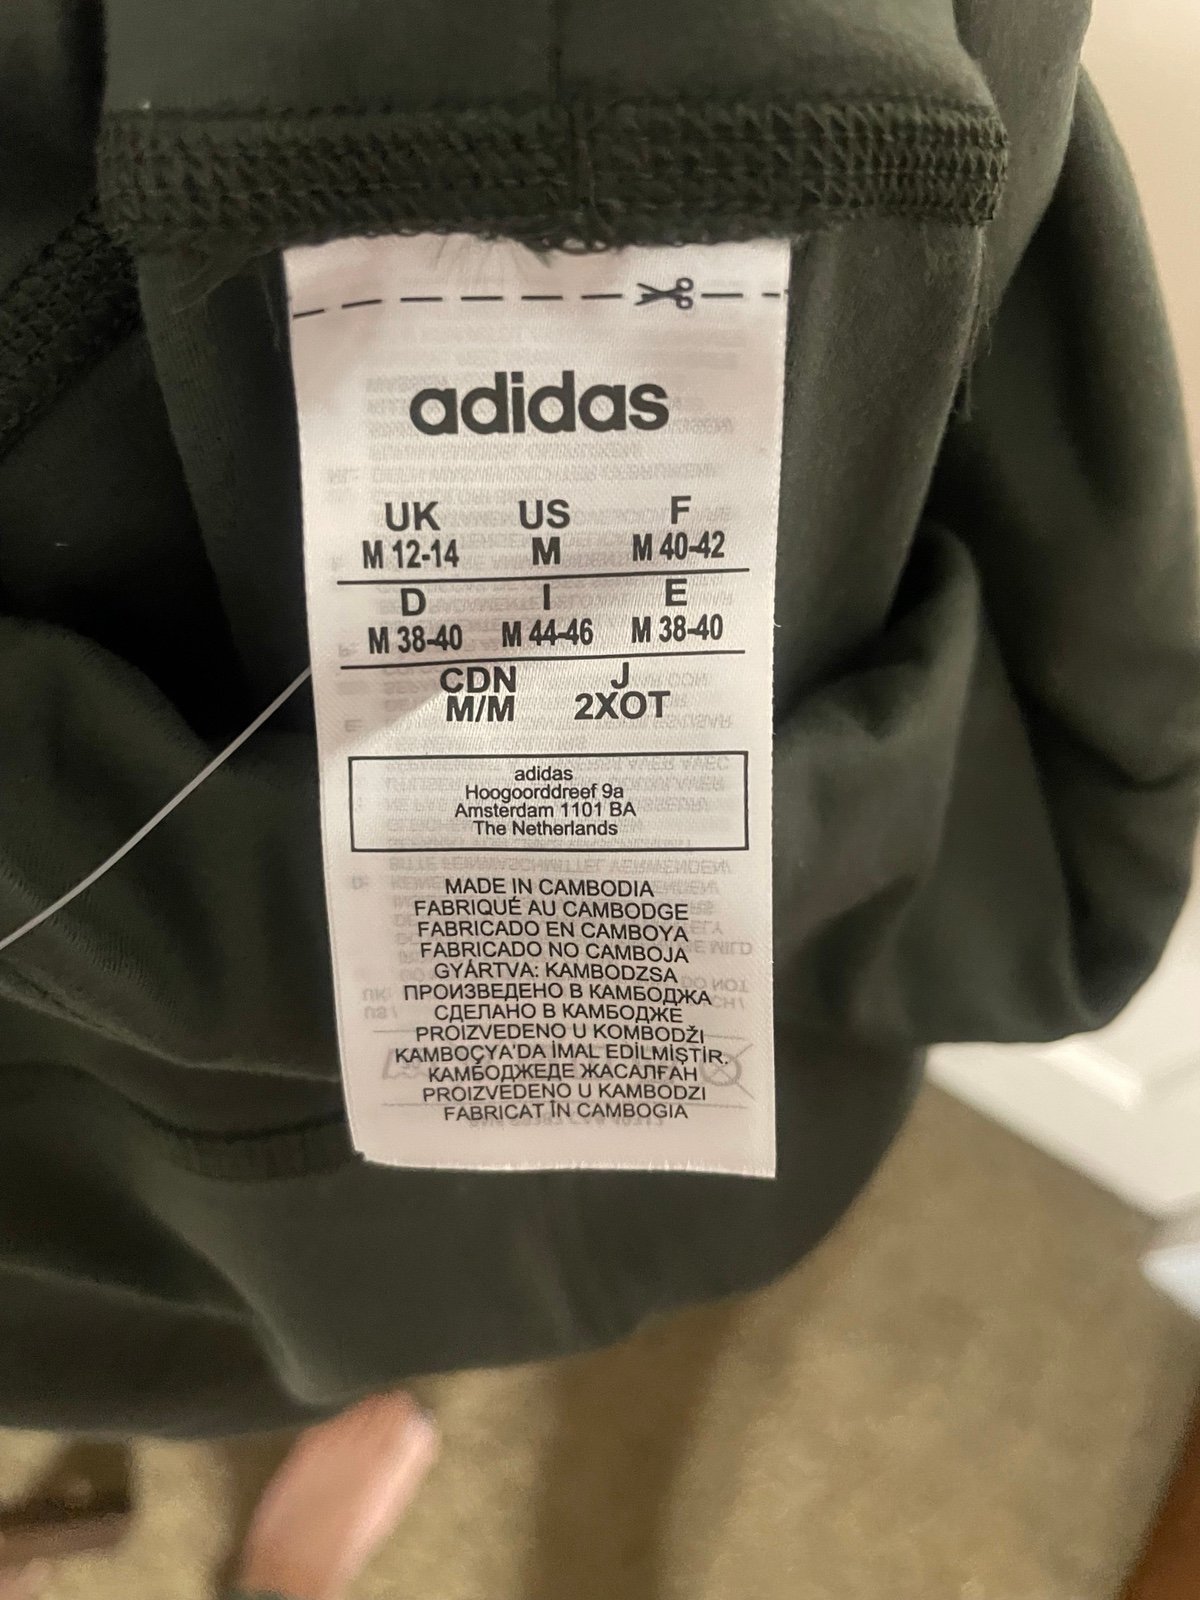 adidas
UK US F
M 12-14 M M 40-42
D I E
M 38-40 M 44-46 M 38-40
CDN J
M/M 2XOT
adidas
Hoogoorddreef 9a
Amsterdam 1101 BA
The Netherlands
MADE IN CAMBODIA
FABRIQUÉ AU CAMBODGE
FABRICADO EN CAMBOYA
FABRICADO NO CAMBOJA
GYÁRTVA: KAMBODZSA
ПРОИЗВЕДЕНО В КАМБОДЖА
СДЕЛАНО В КАМБОДЖЕ
PROIZVEDENO U KOMBODŽI
KAMBOÇYA'DA İMAL EDİLMİŞTİR.
КАМБОДЖЕДЕ ЖАСАЛҒАН
PROIZVEDENO U KAMBODZI
FABRICAT ÎN CAMBOGIA